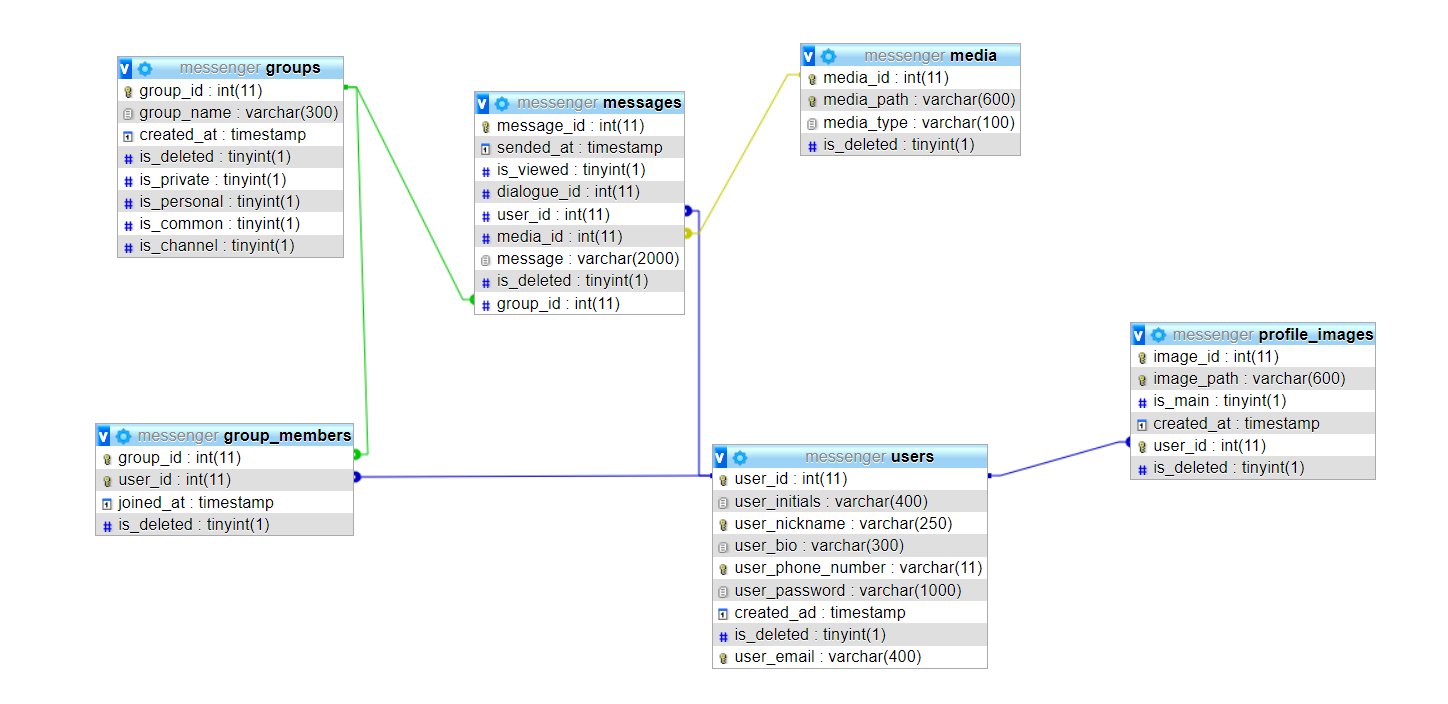 messenger groups
group_id : int(11)
group_name : varchar(300)
created_at : timestamp
is_deleted : tinyint(1)
is_private : tinyint(1)
is_personal : tinyint(1)
is_common : tinyint(1)
is_channel : tinyint(1)
messenger messages
message_id : int(11)
sended_at : timestamp
is_viewed : tinyint(1)
dialogue_id : int(11)
user_id : int(11)
media_id : int(11)
message : varchar(2000)
is_deleted : tinyint(1)
group_id : int(11)
messenger media
media_id : int(11)
media_path : varchar(600)
media_type : varchar(100)
is_deleted : tinyint(1)
messenger profile_images
image_id : int(11)
image_path : varchar(600)
is_main : tinyint(1)
created_at : timestamp
user_id : int(11)
is_deleted : tinyint(1)
messenger group_members
group_id : int(11)
user_id : int(11)
joined_at : timestamp
is_deleted : tinyint(1)
messenger users
user_id : int(11)
user_initials : varchar(400)
user_nickname : varchar(250)
user_bio : varchar(300)
user_phone_number : varchar(11)
user_password : varchar(1000)
created_ad : timestamp
is_deleted : tinyint(1)
user_email : varchar(400)